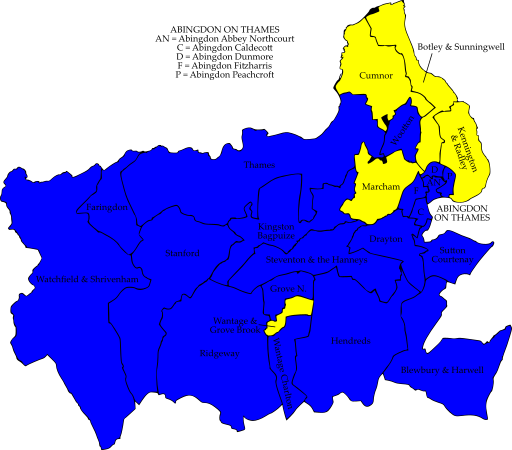 ABINGDON ON THAMES
AN = Abingdon Abbey Northcourt
C = Abingdon Caldecott
D = Abingdon Dunmore
F = Abingdon Fitzharris
P = Abingdon Peachcroft
Botley & Sunningwell
Cumnor
Kennington
& Radley
Thames
Marcham
Faringdon
ABINGDON
ON THAMES
Kingston
Bagpuize
Drayton
Stanford
Steventon & the Hanneys
Sutton
Courtenay
Watchfield & Shrivenham
Grove N
Wantage &
Grove Brook
Ridgeway
Hendreds
Wantage Charlton
Blewbury & Harwell